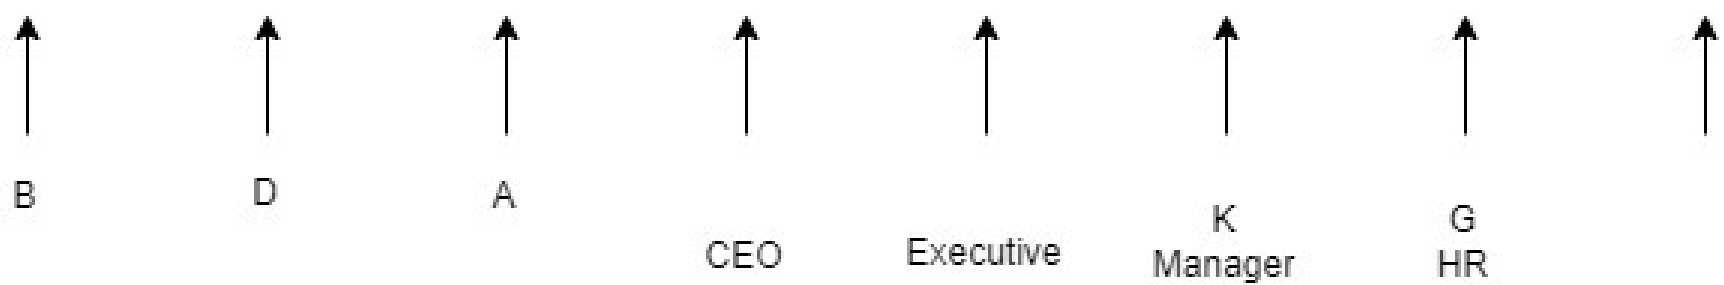 B D A
CEO Executive
K
Manager
G
HR